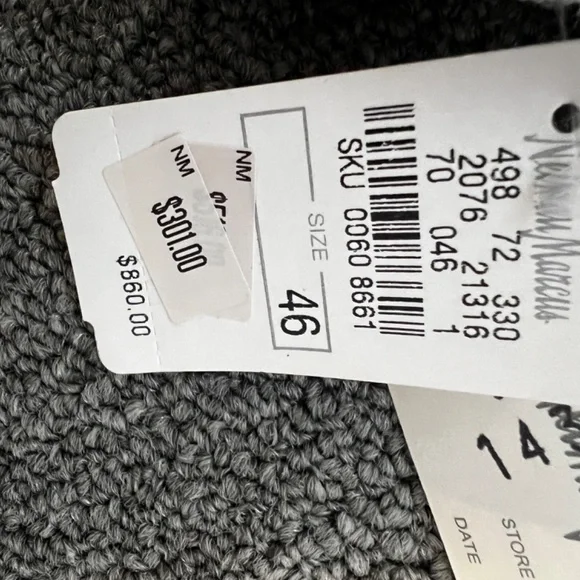 Neiman Marcus
498 72 330
2076 21316
70 046 1
SKU 0060 8661
SIZE
46
NM
NM
$301.00
$860.00
14
STORE
DATE